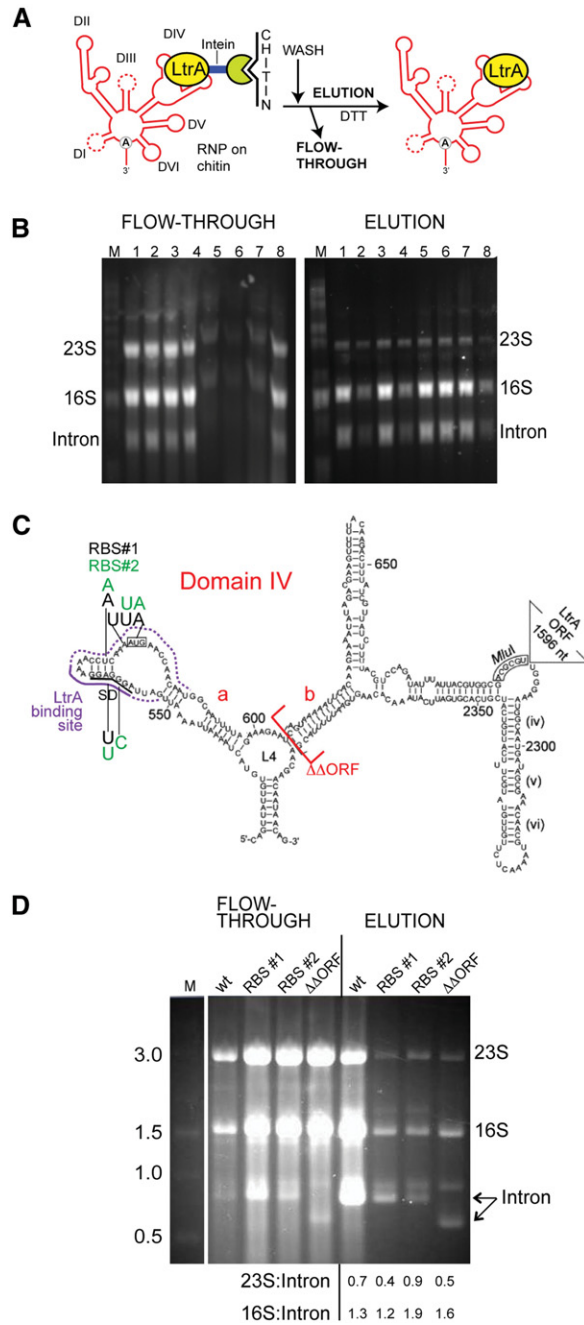 A
DII
DIV
DIII
LtrA
Intein
CHITIN
WASH
ELUTION
DTT
FLOW-
THROUGH
LtrA
DV
DI
A
DVI
3'
RNP on
chitin
A
3'
B
FLOW-THROUGH
ELUTION
M 1 2 3 4 5 6 7 8
M 1 2 3 4 5 6 7 8
23S
23S
16S
16S
Intron
Intron
C
RBS#1
RBS#2
A
A
UA
UUA
AUG
Domain IV
650
LtrA
ORF
1596 nt
MluI
LtrA
binding
site
SD
550
U
U C
a
b
600
L4
ΔΔORF
2350
(iv)
2300
(v)
(vi)
5'-
-3'
D
FLOW-
THROUGH
ELUTION
M
wt
RBS #1
RBS #2
ΔΔORF
wt
RBS #1
RBS #2
ΔΔORF
3.0
23S
1.5
16S
1.0
Intron
0.5
23S:Intron 0.7 0.4 0.9 0.5
16S:Intron 1.3 1.2 1.9 1.6